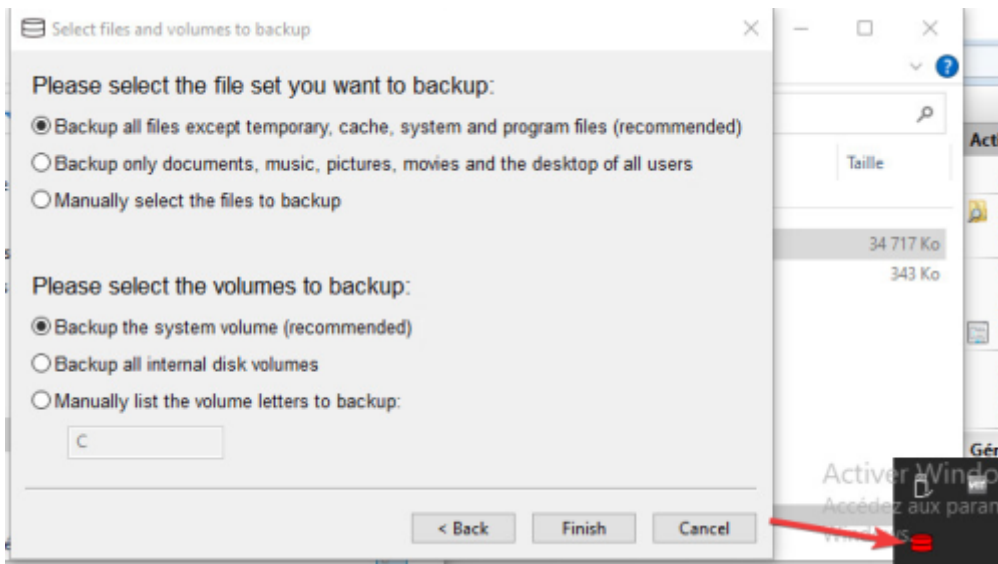 Select files and volumes to backup
Please select the file set you want to backup:
Backup all files except temporary, cache, system and program files (recommended)
Backup only documents, music, pictures, movies and the desktop of all users
Manually select the files to backup
Please select the volumes to backup:
Backup the system volume (recommended)
Backup all internal disk volumes
Manually list the volume letters to backup:
C
< Back
Finish
Cancel
Taille
34 717 Ko
343 Ko
Act
Gér
Activer Windo
Accédez aux param
Windows.